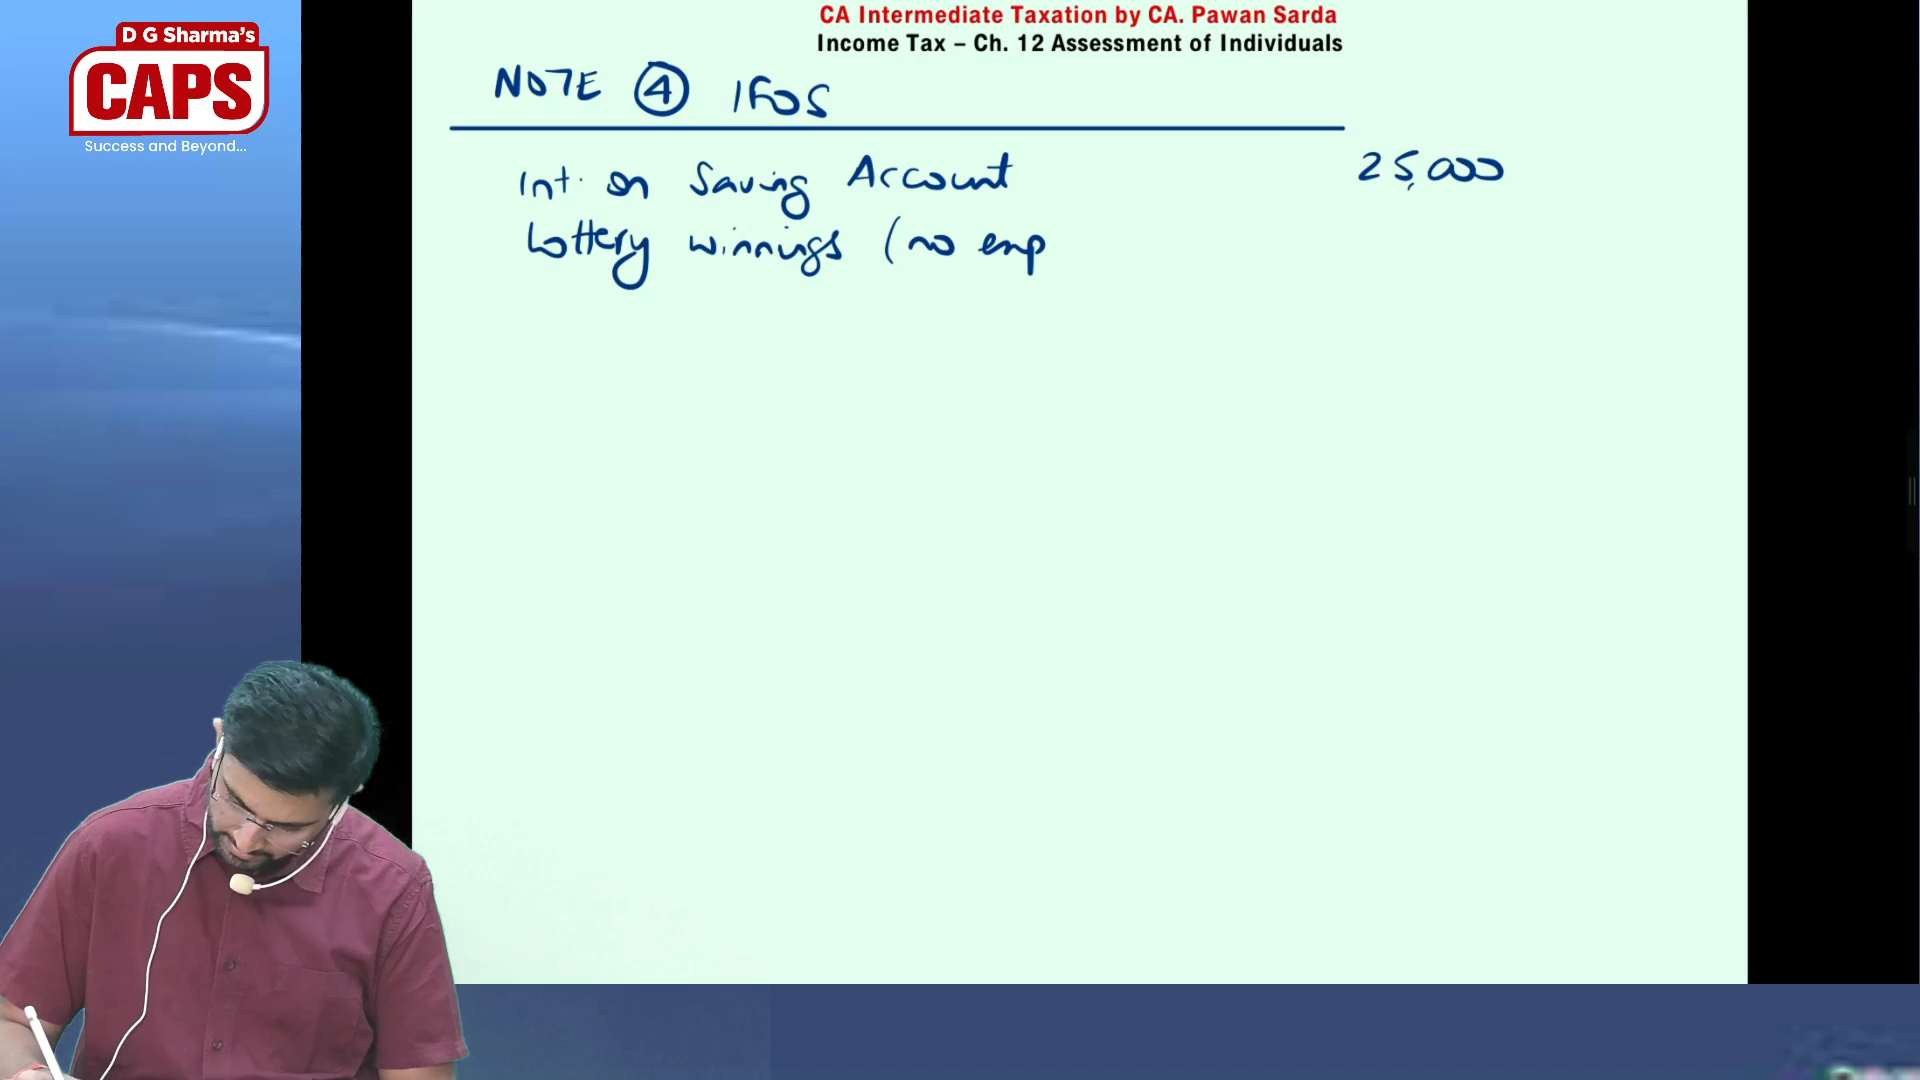 D G Sharma's
CAPS
Success and Beyond...
CA Intermediate Taxation by CA. Pawan Sarda
Income Tax – Ch. 12 Assessment of Individuals
NOTE 4 IFOS
Int. on Saving Account 25,000
Lottery winnings (no exp